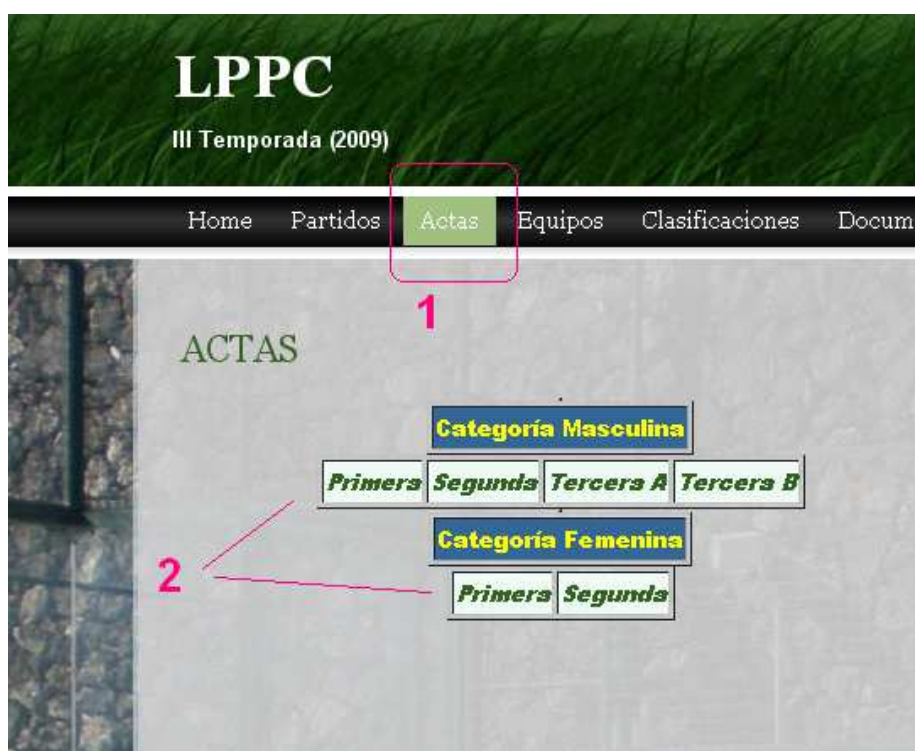 LPPC
III Temporada (2009)
Home Partidos Actas Equipos Clasificaciones Docum
1
ACTAS
Categoría Masculina
Primera Segunda Tercera A Tercera B
Categoría Femenina
2
Primera Segunda